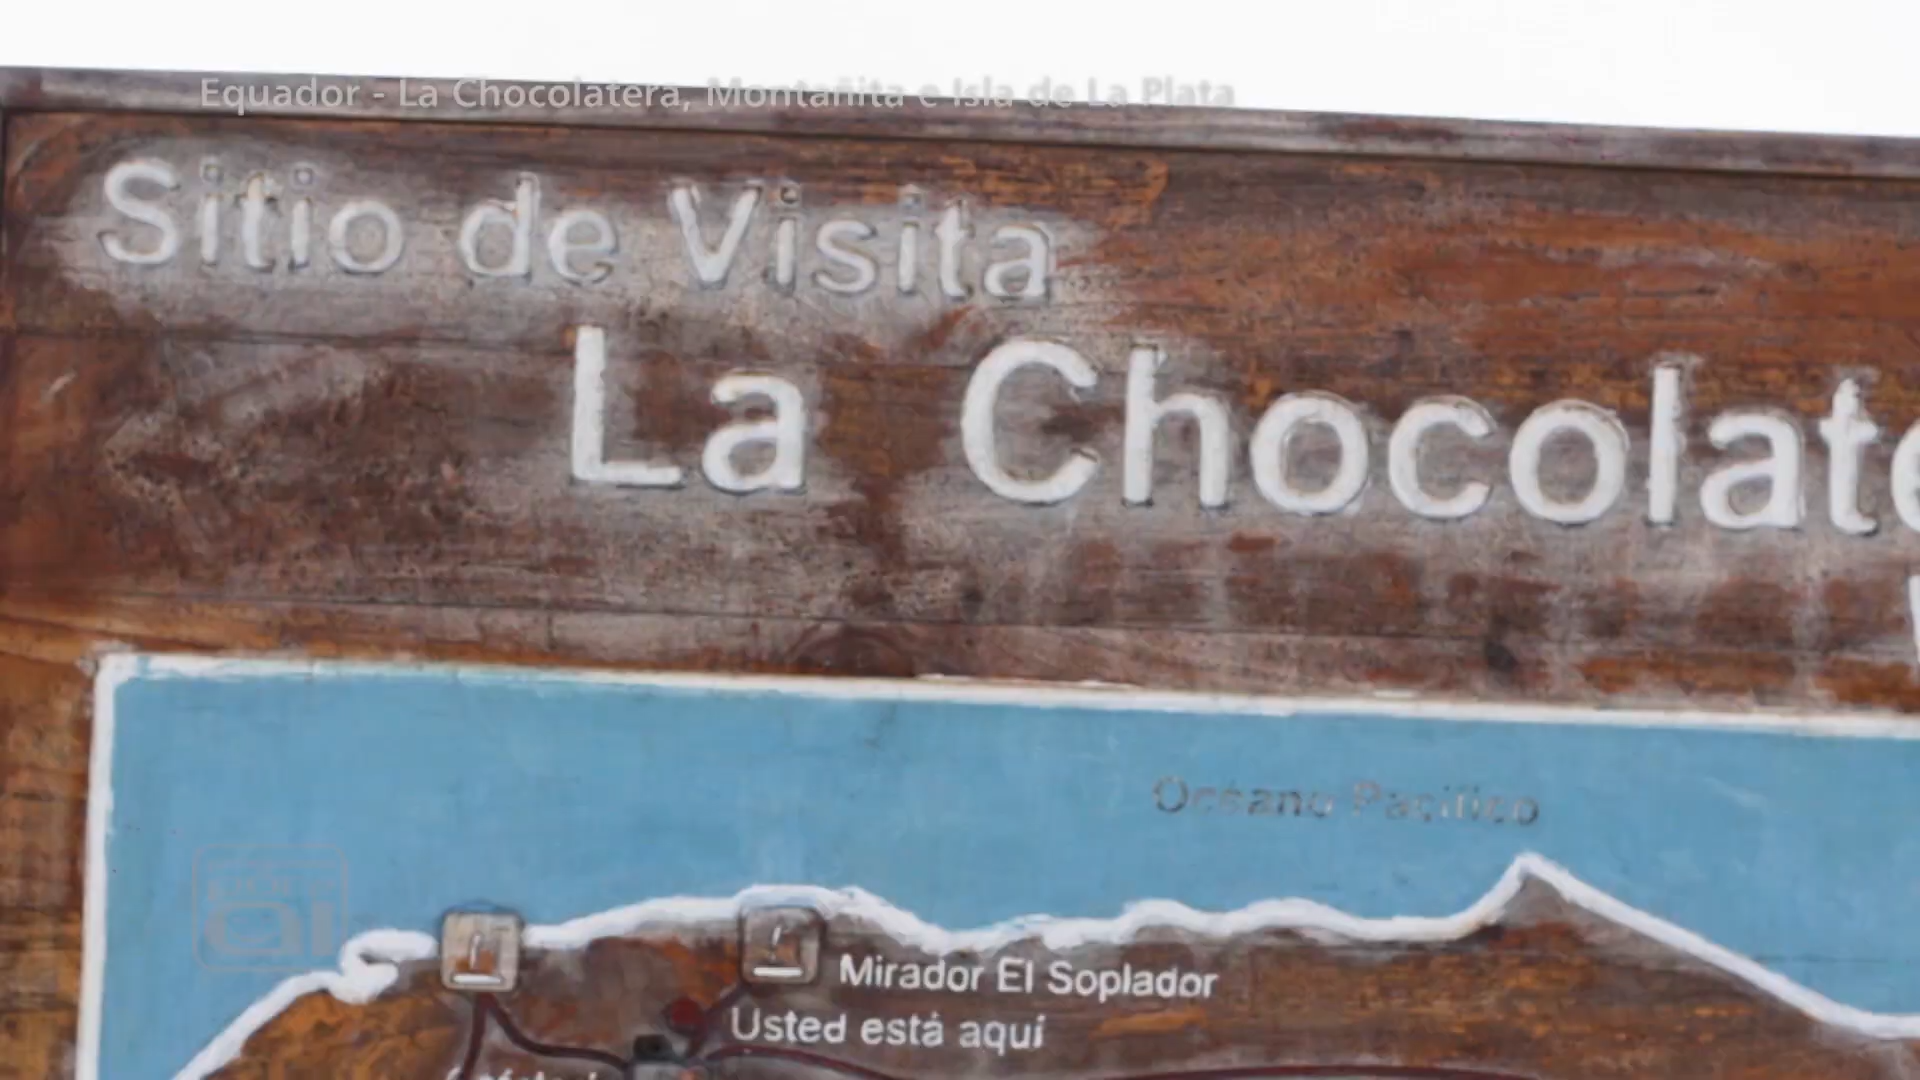 Equador - La Chocolatera, Montañita e Isla de La Plata
Sitio de Visita
La Chocolate
Océano Pacífico
Mirador El Soplador
Usted está aquí